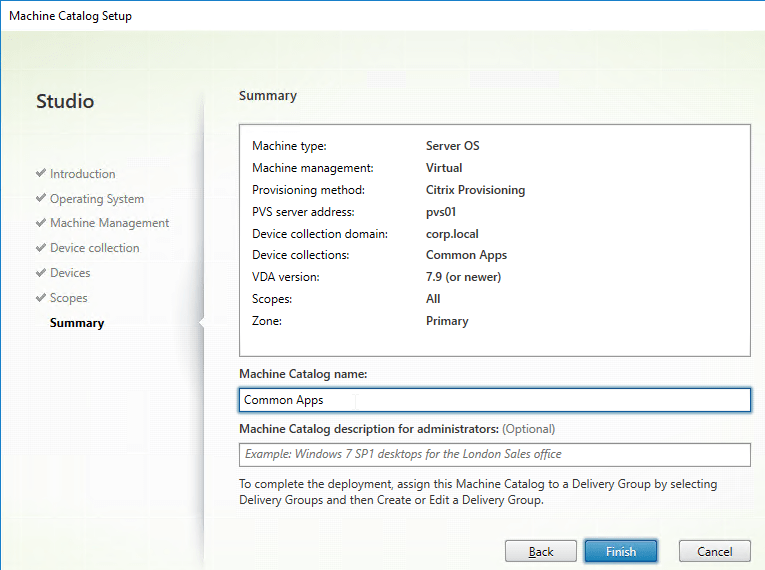 Machine Catalog Setup
Studio
Introduction
Operating System
Machine Management
Device collection
Devices
Scopes
Summary
Summary
Machine type: Server OS
Machine management: Virtual
Provisioning method: Citrix Provisioning
PVS server address: pvs01
Device collection domain: corp.local
Device collections: Common Apps
VDA version: 7.9 (or newer)
Scopes: All
Zone: Primary
Machine Catalog name:
Common Apps
Machine Catalog description for administrators: (Optional)
Example: Windows 7 SP1 desktops for the London Sales office
To complete the deployment, assign this Machine Catalog to a Delivery Group by selecting
Delivery Groups and then Create or Edit a Delivery Group.
Back Finish Cancel